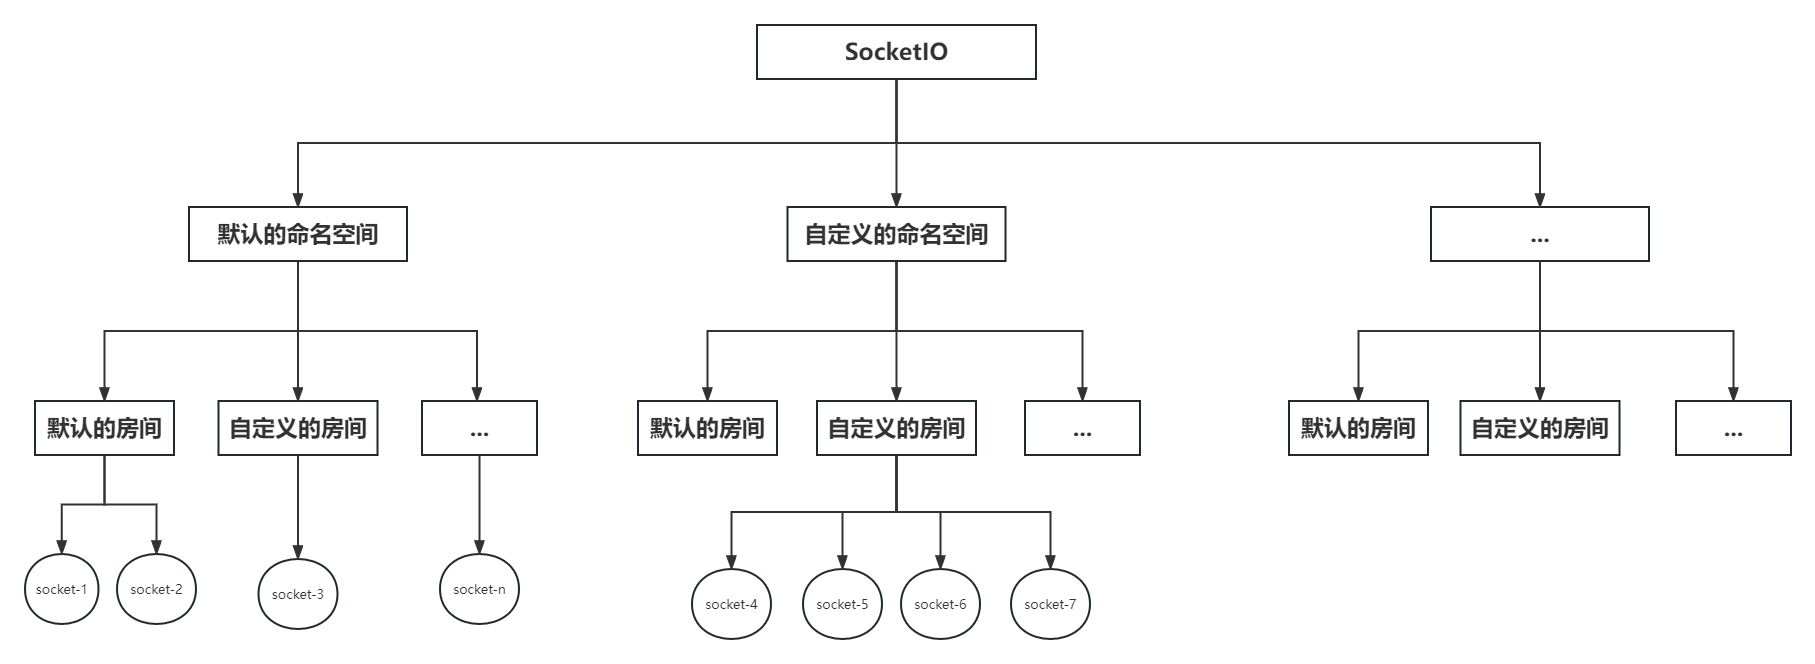 SocketIO
默认的命名空间
自定义的命名空间
...
默认的房间
自定义的房间
...
默认的房间
自定义的房间
...
默认的房间
自定义的房间
...
socket-1
socket-2
socket-3
socket-n
socket-4
socket-5
socket-6
socket-7